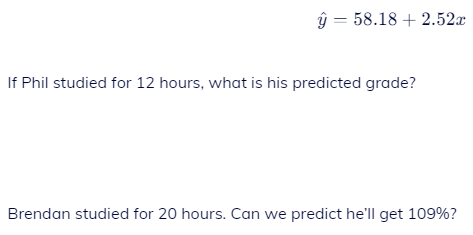 ŷ = 58.18 + 2.52x
If Phil studied for 12 hours, what is his predicted grade?
Brendan studied for 20 hours. Can we predict he'll get 109%?